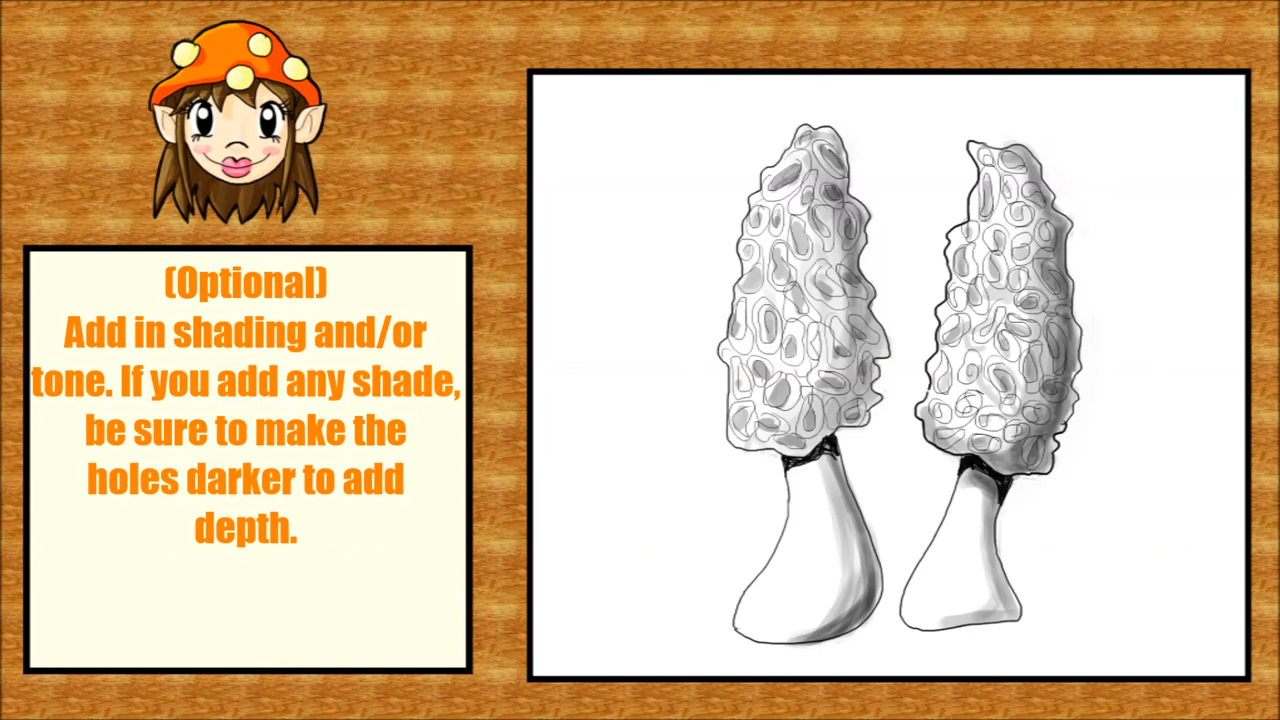 (Optional)
Add in shading and/or
tone. If you add any shade,
be sure to make the
holes darker to add
depth.